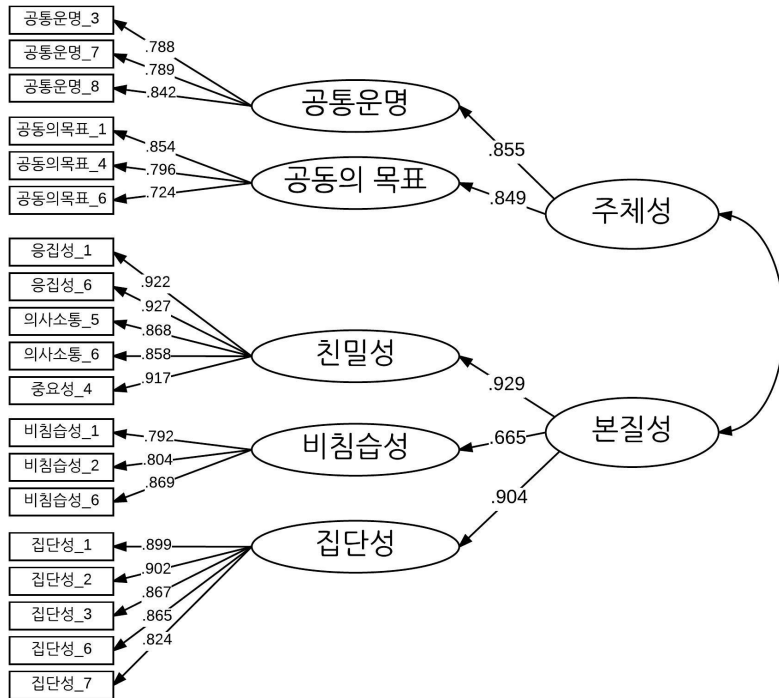 공통운명_3
공통운명_7
공통운명_8
공동의목표_1
공동의목표_4
공동의목표_6
응집성_1
응집성_6
의사소통_5
의사소통_6
중요성_4
비침습성_1
비침습성_2
비침습성_6
집단성_1
집단성_2
집단성_3
집단성_6
집단성_7
.788
.789
.842
.854
.796
.724
.922
.927
.868
.858
.917
.792
.804
.869
.899
.902
.867
.865
.824
공통운명
공동의 목표
친밀성
비침습성
집단성
.855
.849
.929
.665
.904
주체성
본질성